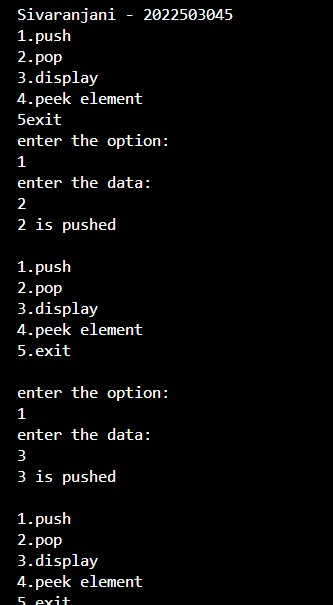 Sivaranjani - 2022503045
1.push
2.pop
3.display
4.peek element
5exit
enter the option:
1
enter the data:
2
2 is pushed
1.push
2.pop
3.display
4.peek element
5.exit
enter the option:
1
enter the data:
3
3 is pushed
1.push
2.pop
3.display
4.peek element
5.exit